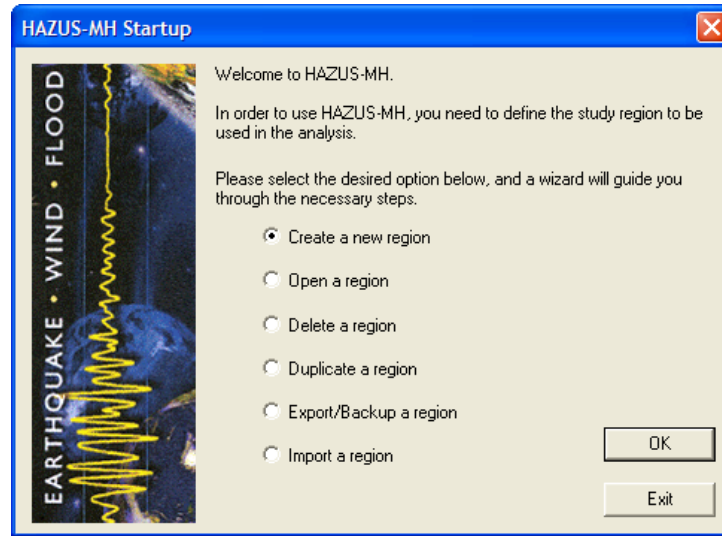 HAZUS-MH Startup
EARTHQUAKE • WIND • FLOOD
Welcome to HAZUS-MH.
In order to use HAZUS-MH, you need to define the study region to be
used in the analysis.
Please select the desired option below, and a wizard will guide you
through the necessary steps.
Create a new region
Open a region
Delete a region
Duplicate a region
Export/Backup a region
Import a region
OK
Exit